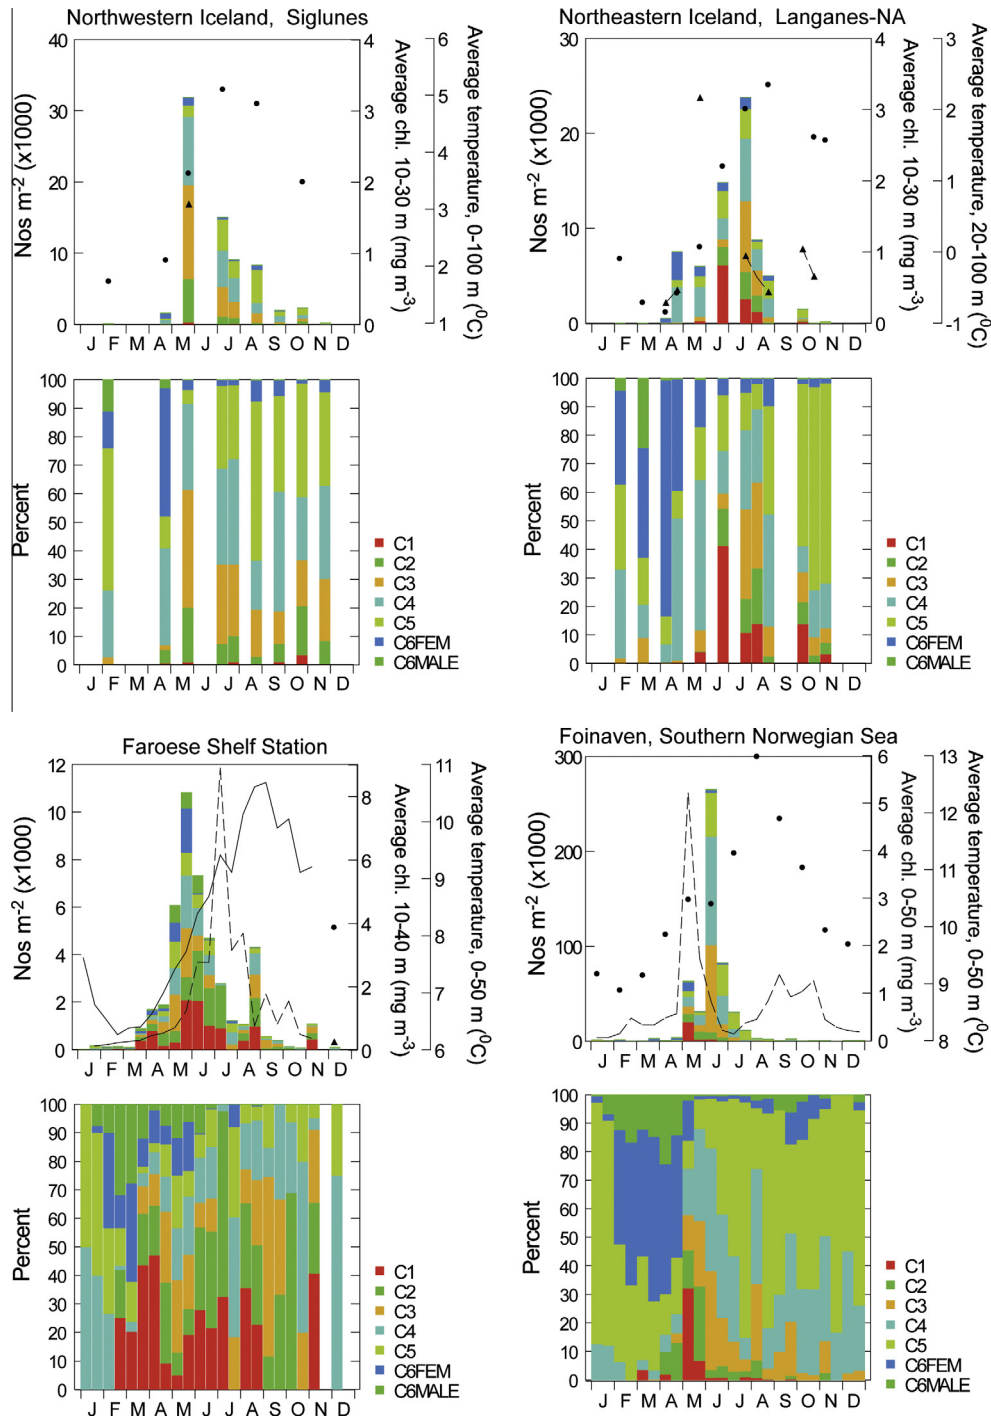 Northwestern Iceland, Siglunes
40
30
20
10
0
Nos m-2 (x1000)
4
3
2
1
0
Average chl. 10-30 m (mg m-3)
6
5
4
3
2
1
Average temperature, 0-100 m (0C)
J F M A M J J A S O N D
100
90
80
70
60
50
40
30
20
10
0
Percent
J F M A M J J A S O N D
C1
C2
C3
C4
C5
C6FEM
C6MALE
Northeastern Iceland, Langanes-NA
30
20
10
0
Nos m-2 (x1000)
4
3
2
1
0
Average chl. 10-30 m (mg m-3)
3
2
1
0
-1
Average temperature, 20-100 m (0C)
J F M A M J J A S O N D
100
90
80
70
60
50
40
30
20
10
0
Percent
J F M A M J J A S O N D
C1
C2
C3
C4
C5
C6FEM
C6MALE
Faroese Shelf Station
12
10
8
6
4
2
0
Nos m-2 (x1000)
8
6
4
2
0
Average chl. 10-40 m (mg m-3)
11
10
9
8
7
6
Average temperature, 0-50 m (0C)
J F M A M J J A S O N D
100
90
80
70
60
50
40
30
20
10
0
Percent
J F M A M J J A S O N D
C1
C2
C3
C4
C5
C6FEM
C6MALE
Foinaven, Southern Norwegian Sea
300
200
100
0
Nos m-2 (x1000)
6
5
4
3
2
1
0
Average chl. 0-50 m (mg m-3)
13
12
11
10
9
8
Average temperature, 0-50 m (0C)
J F M A M J J A S O N D
100
90
80
70
60
50
40
30
20
10
0
Percent
J F M A M J J A S O N D
C1
C2
C3
C4
C5
C6FEM
C6MALE